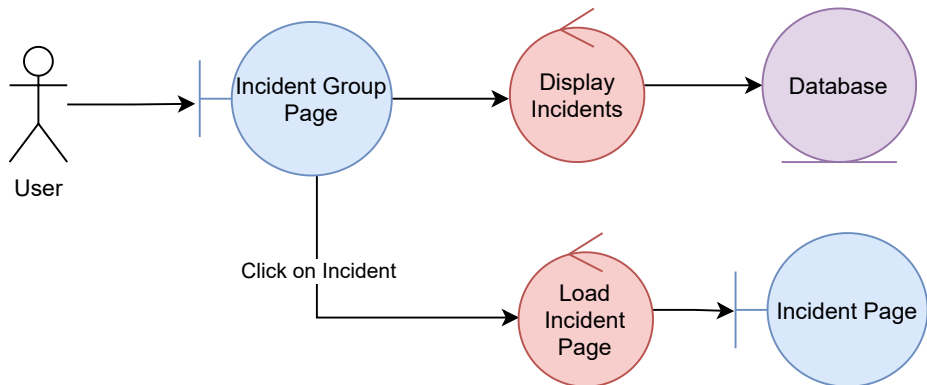 Incident Group
Page
Display
Incidents
Database
User
Click on Incident
Load
Incident
Page
Incident Page